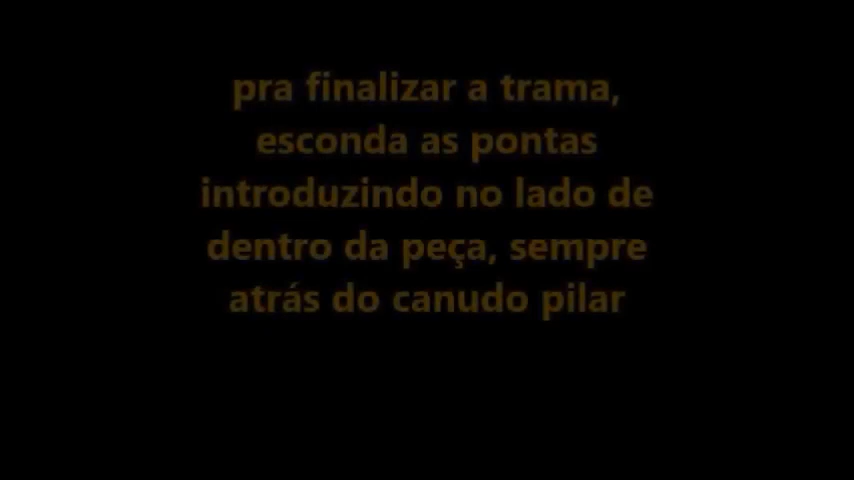 pra finalizar a trama,
esconda as pontas
introduzindo no lado de
dentro da peça, sempre
atrás do canudo pilar